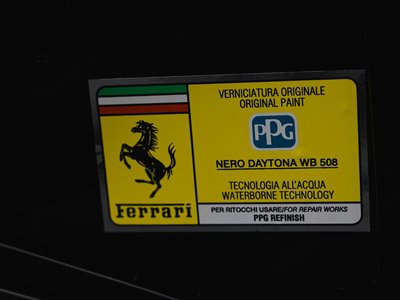 VERNICIATURA ORIGINALE
ORIGINAL PAINT
PPG
NERO DAYTONA WB 508
TECNOLOGIA ALL'ACQUA
WATERBORNE TECHNOLOGY
Ferrari
PER RITOCCHI USARE/FOR REPAIR WORKS
PPG REFINISH